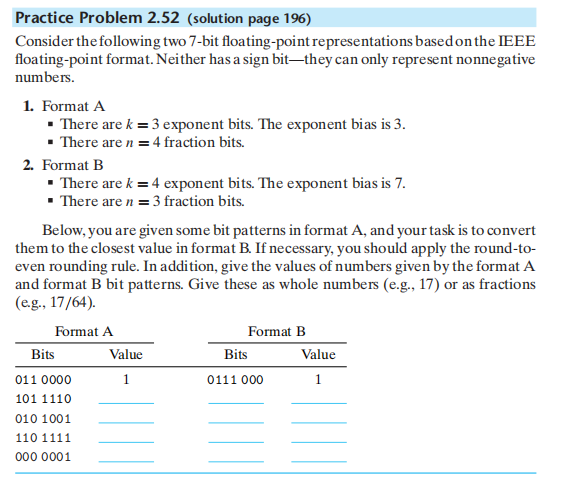 Practice Problem 2.52 (solution page 196)
Consider the following two 7-bit floating-point representations based on the IEEE
floating-point format. Neither has a sign bit—they can only represent nonnegative
numbers.
1. Format A
▪ There are k = 3 exponent bits. The exponent bias is 3.
▪ There are n = 4 fraction bits.
2. Format B
▪ There are k = 4 exponent bits. The exponent bias is 7.
▪ There are n = 3 fraction bits.
Below, you are given some bit patterns in format A, and your task is to convert
them to the closest value in format B. If necessary, you should apply the round-to-
even rounding rule. In addition, give the values of numbers given by the format A
and format B bit patterns. Give these as whole numbers (e.g., 17) or as fractions
(e.g., 17/64).
Format A Format B
Bits Value Bits Value
011 0000 1 0111 000 1
101 1110
010 1001
110 1111
000 0001